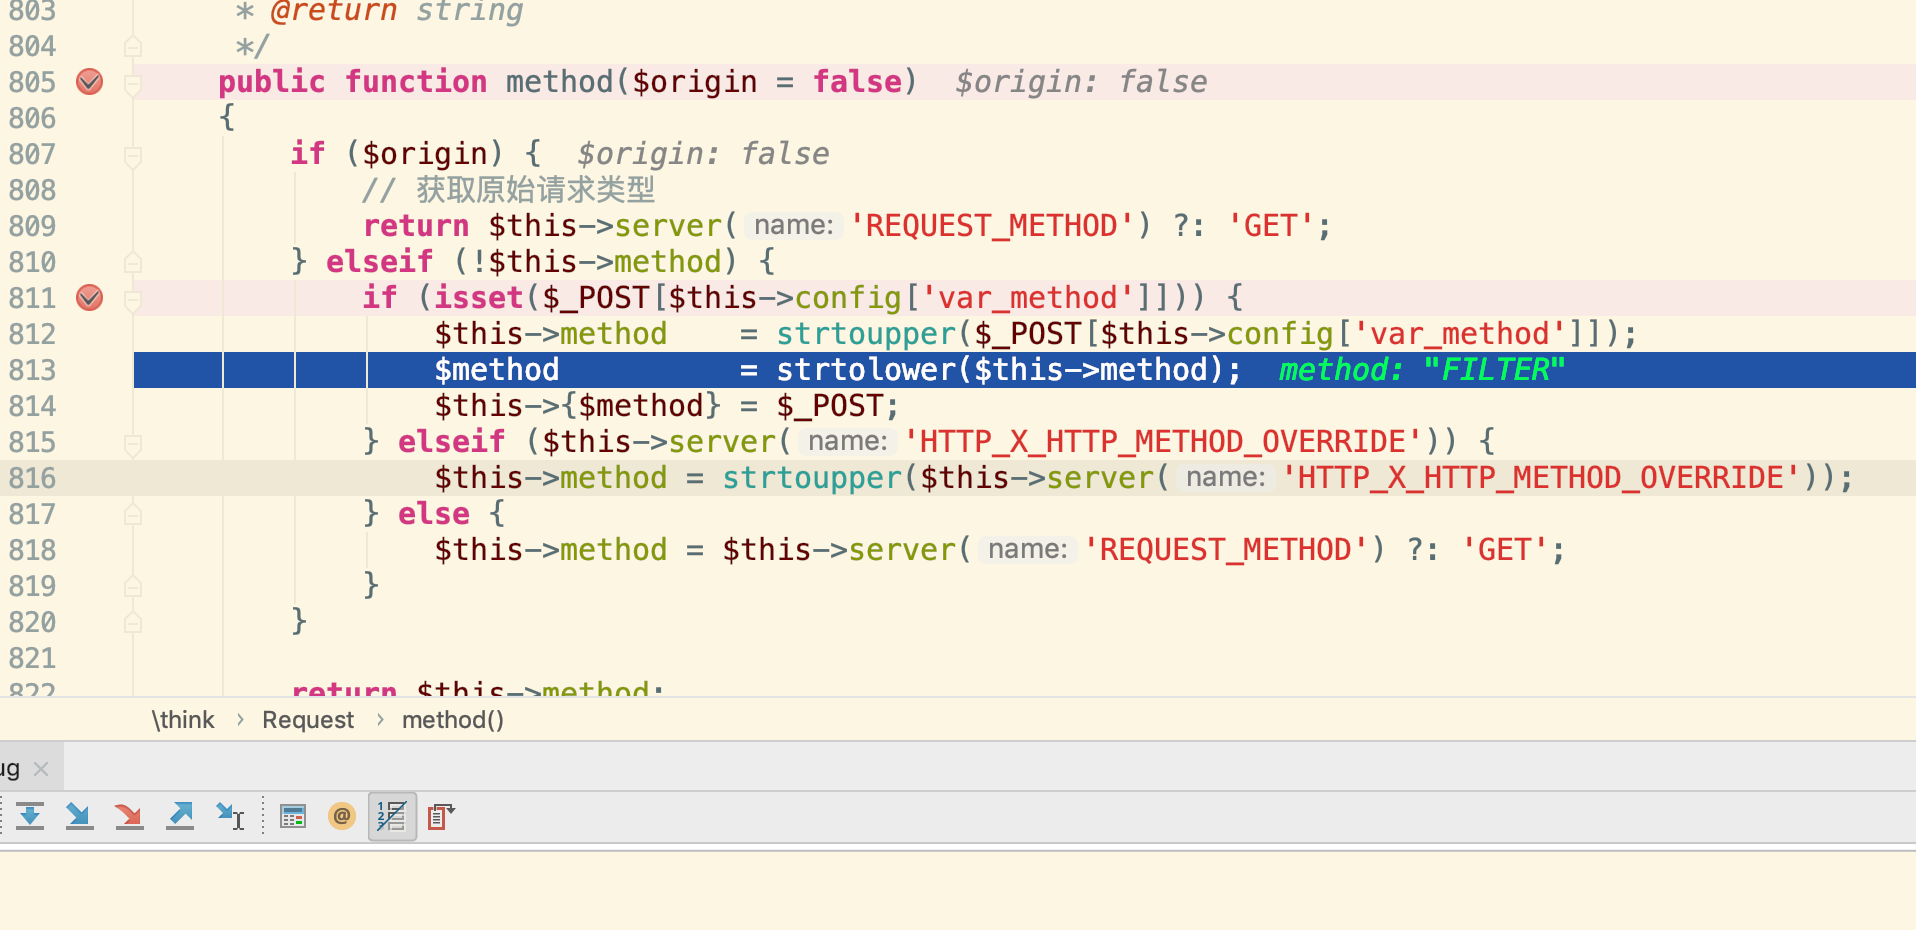 803 * @return string
804 */
805 public function method($origin = false) $origin: false
806 {
807 if ($origin) { $origin: false
808 // 获取原始请求类型
809 return $this->server( name: 'REQUEST_METHOD') ?: 'GET';
810 } elseif (!$this->method) {
811 if (isset($_POST[$this->config['var_method']])) {
812 $this->method = strtoupper($_POST[$this->config['var_method']]);
813 $method = strtolower($this->method); method: "FILTER"
814 $this->{$method} = $_POST;
815 } elseif ($this->server( name: 'HTTP_X_HTTP_METHOD_OVERRIDE')) {
816 $this->method = strtoupper($this->server( name: 'HTTP_X_HTTP_METHOD_OVERRIDE'));
817 } else {
818 $this->method = $this->server( name: 'REQUEST_METHOD') ?: 'GET';
819 }
820 }
821
822 return $this->method;
\think › Request › method()
ug ×